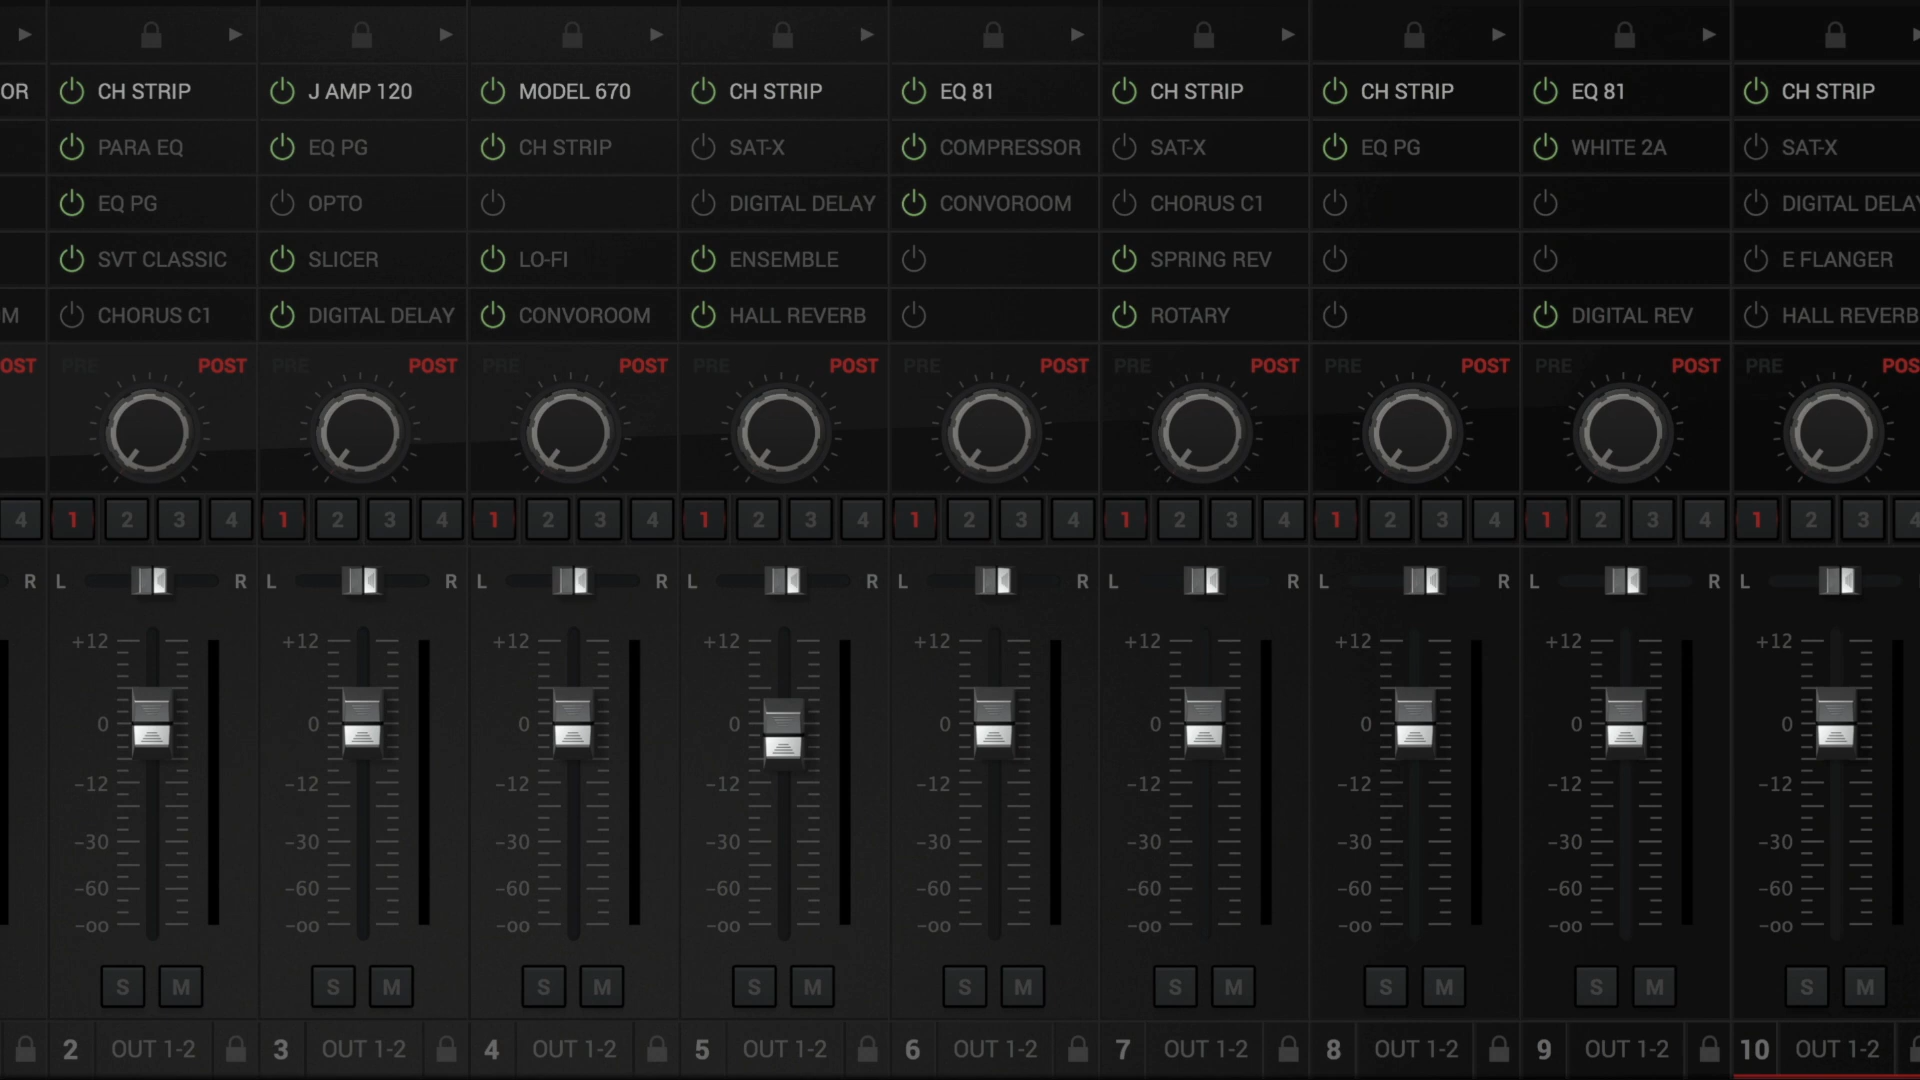 OR CH STRIP J AMP 120 MODEL 670 CH STRIP EQ 81 CH STRIP CH STRIP EQ 81 CH STRIP
PARA EQ EQ PG CH STRIP SAT-X COMPRESSOR SAT-X EQ PG WHITE 2A SAT-X
EQ PG OPTO DIGITAL DELAY CONVOROOM CHORUS C1 DIGITAL DELAY
SVT CLASSIC SLICER LO-FI ENSEMBLE SPRING REV E FLANGER
M CHORUS C1 DIGITAL DELAY CONVOROOM HALL REVERB ROTARY DIGITAL REV HALL REVERB
OST PRE POST PRE POST PRE POST PRE POST PRE POST PRE POST PRE POST PRE POST PRE POS
4 1 2 3 4 1 2 3 4 1 2 3 4 1 2 3 4 1 2 3 4 1 2 3 4 1 2 3 4 1 2 3 4 1 2 3 4
R L R L R L R L R L R L R L R L R L
+12 +12 +12 +12 +12 +12 +12 +12 +12
0 0 0 0 0 0 0 0 0
-12 -12 -12 -12 -12 -12 -12 -12 -12
-30 -30 -30 -30 -30 -30 -30 -30 -30
-60 -60 -60 -60 -60 -60 -60 -60 -60
-oo -oo -oo -oo -oo -oo -oo -oo -oo
S M S M S M S M S M S M S M S M S M
2 OUT 1-2 3 OUT 1-2 4 OUT 1-2 5 OUT 1-2 6 OUT 1-2 7 OUT 1-2 8 OUT 1-2 9 OUT 1-2 10 OUT 1-2